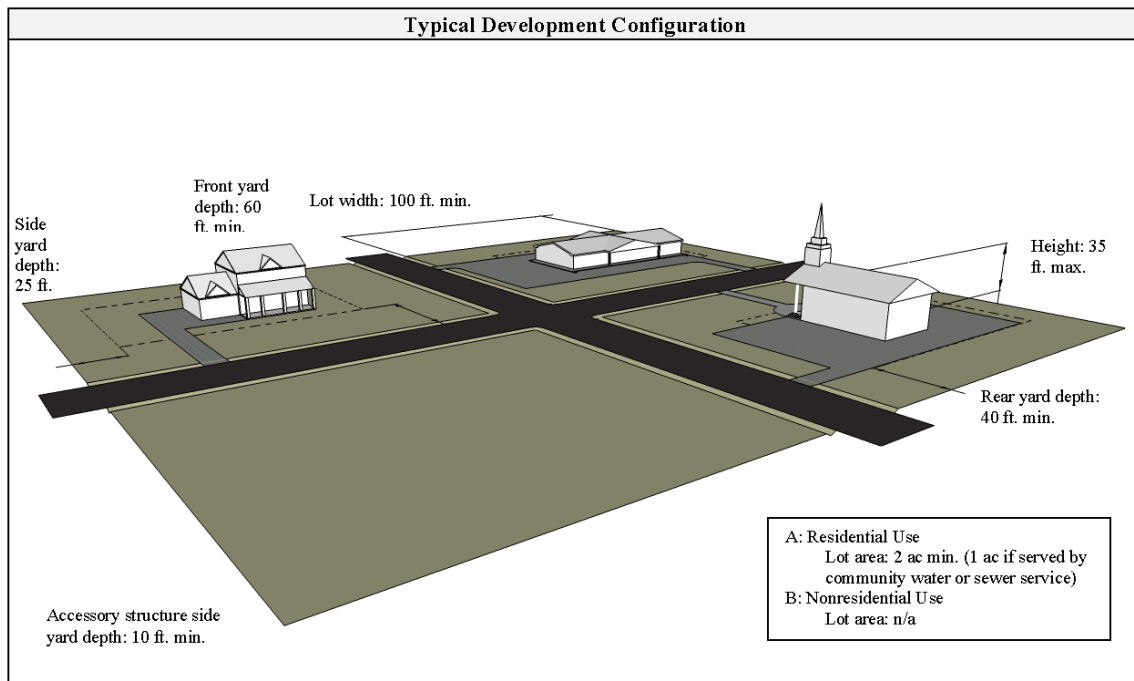 Typical Development Configuration
Front yard
depth: 60
ft. min.
Lot width: 100 ft. min.
Side
yard
depth:
25 ft.
Height: 35
ft. max.
Rear yard depth:
40 ft. min.
A: Residential Use
Lot area: 2 ac min. (1 ac if served by
community water or sewer service)
B: Nonresidential Use
Lot area: n/a
Accessory structure side
yard depth: 10 ft. min.